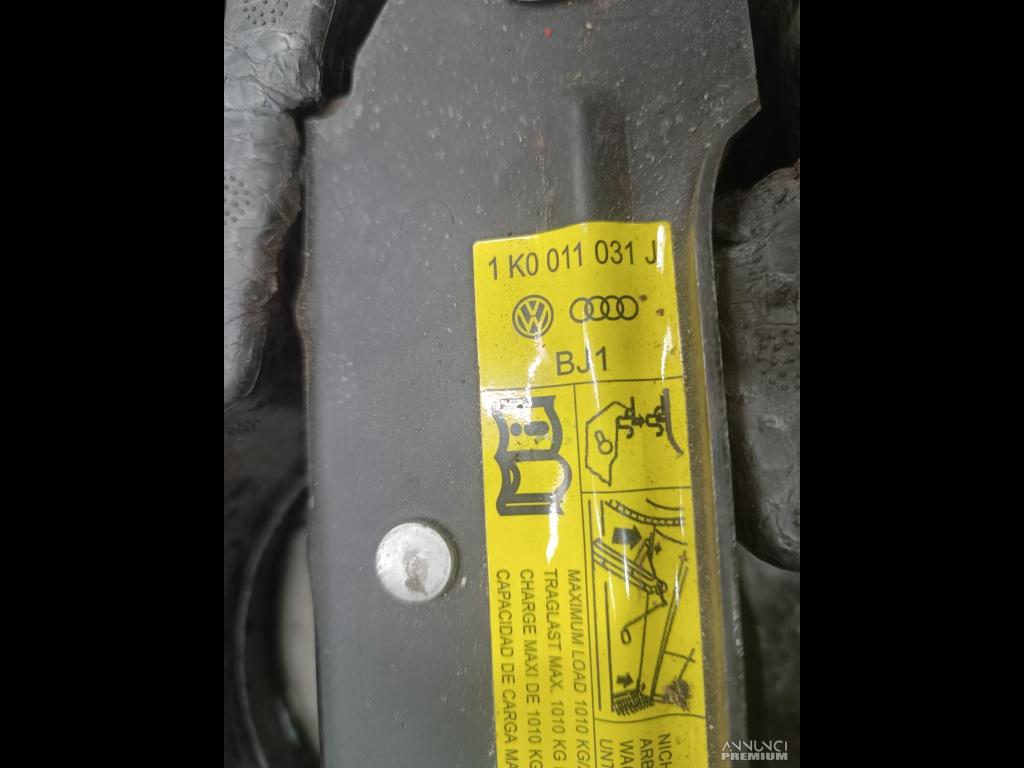 1 K0 011 031 J
BJ1
MAXIMUM LOAD 1010 KG/
TRAGLAST MAX. 1010 KG
CHARGE MAXI DE 1010 KG
CAPACIDAD DE CARGA
NICH
ARB
UNT
ANNUNCI
PREMIUM